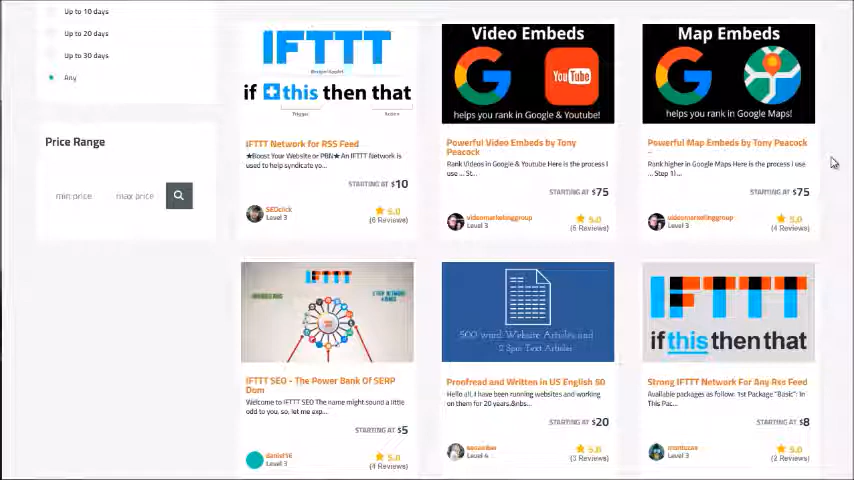 Up to 10 days
Up to 20 days
Up to 30 days
Any
Price Range
min price
max price
IFTTT
if this then that
IFTTT Network for RSS Feed
★Boost Your Website or PBN★ An IFTTT Network is
used to help syndicate yo...
STARTING AT $10
SEOclick
Level 3
5.0
(6 Reviews)
Video Embeds
YouTube
helps you rank in Google & Youtube!
Powerful Video Embeds by Tony
Peacock
Rank Videos in Google & Youtube Here is the process I
use ... St...
STARTING AT $75
videomarketinggroup
Level 3
5.0
(5 Reviews)
Map Embeds
helps you rank in Google Maps!
Powerful Map Embeds by Tony Peacock
Rank higher in Google Maps Here is the process I use
... Step 1)...
STARTING AT $75
videomarketinggroup
Level 3
5.0
(4 Reviews)
IFTTT
IFTTT SEO - The Power Bank Of SERP
Dom
Welcome to IFTTT SEO The name might sound a little
odd to you, so, let me exp...
STARTING AT $5
daniel16
Level 3
5.0
(4 Reviews)
500 word Website Articles and
2 Spin Text Articles
Proofread and Written in US English 50
Hello all, I have been running websites and working
on them for 20 years.&nbs...
STARTING AT $20
Level 4
5.0
(3 Reviews)
IFTTT
if this then that
Strong IFTTT Network For Any Rss Feed
Available packages as follow: 1st Package "Basic": In
This Pac...
STARTING AT $8
Level 3
5.0
(2 Reviews)